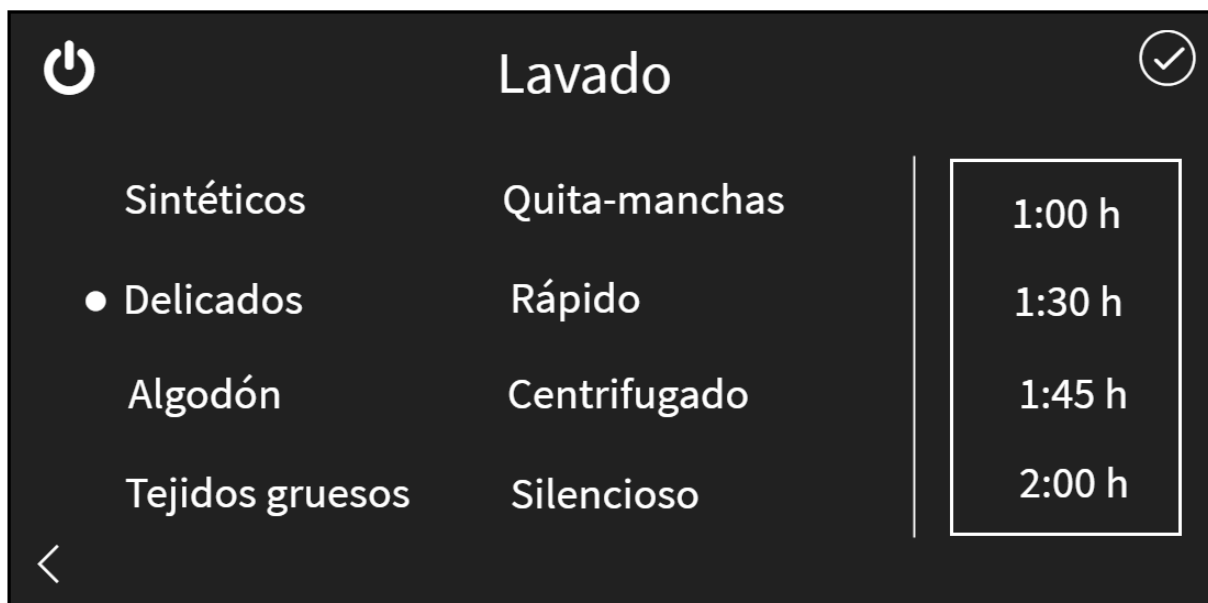 Lavado
Sintéticos
Delicados
Algodón
Tejidos gruesos
Quita-manchas
Rápido
Centrifugado
Silencioso
1:00 h
1:30 h
1:45 h
2:00 h